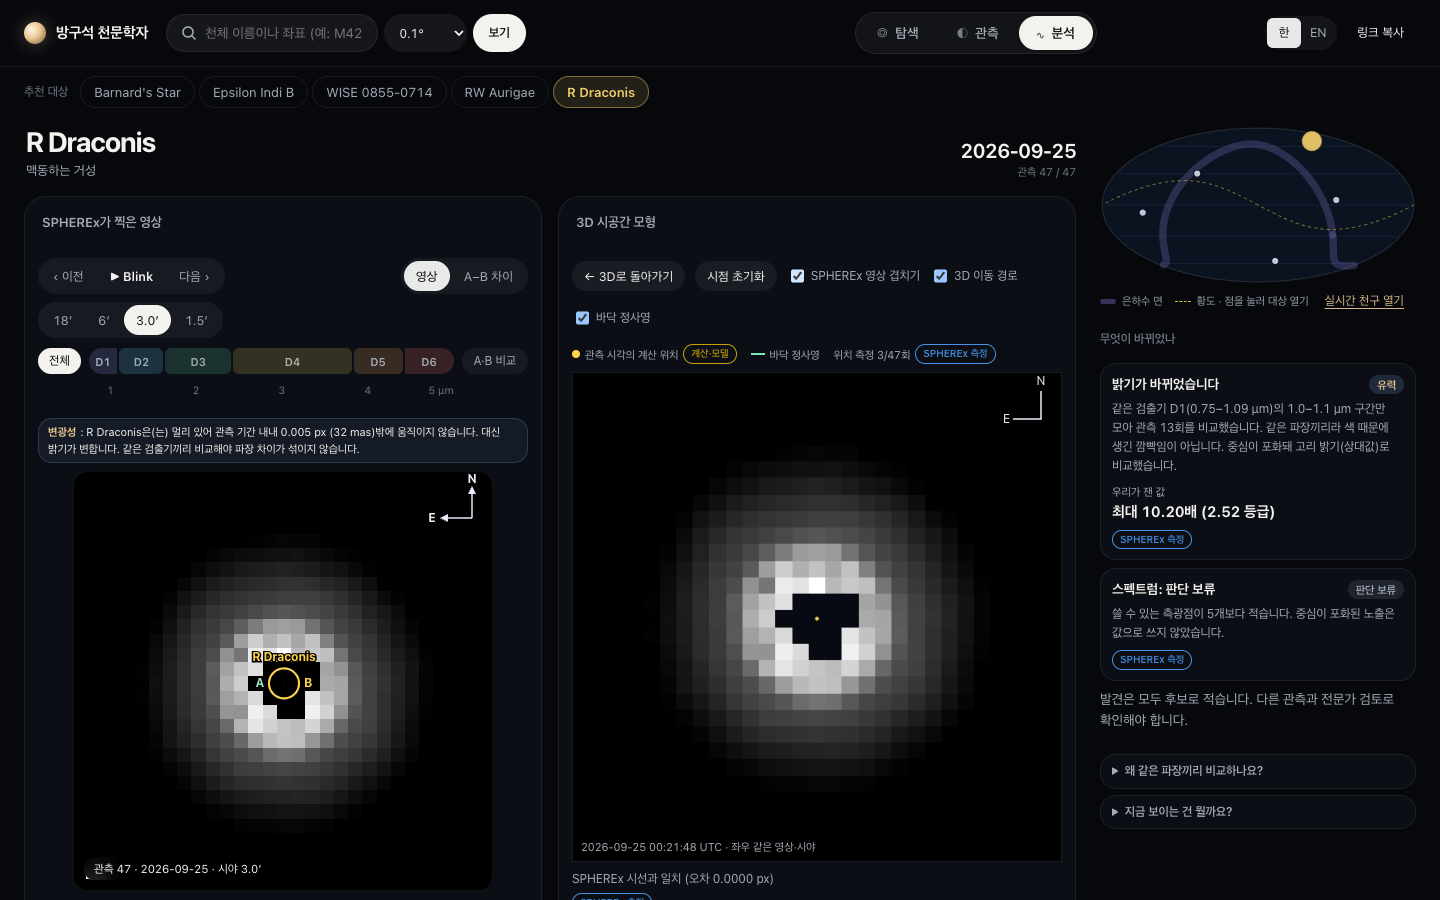 방구석 천문학자
천체 이름이나 좌표 (예: M42
0.1°
보기
탐색
관측
분석
한
EN
링크 복사
추천 대상
Barnard's Star
Epsilon Indi B
WISE 0855-0714
RW Aurigae
R Draconis
R Draconis
맥동하는 거성
2026-09-25
관측 47 / 47
SPHEREx가 찍은 영상
‹ 이전
▶ Blink
다음 ›
영상
A−B 차이
18′
6′
3.0′
1.5′
전체
D1
D2
D3
D4
D5
D6
A·B 비교
1
2
3
4
5 µm
변광성 : R Draconis은(는) 멀리 있어 관측 기간 내내 0.005 px (32 mas)밖에 움직이지 않습니다. 대신
밝기가 변합니다. 같은 검출기끼리 비교해야 파장 차이가 섞이지 않습니다.
N
E
R Draconis
A
B
관측 47 · 2026-09-25 · 시야 3.0′
3D 시공간 모형
← 3D로 돌아가기
시점 초기화
SPHEREx 영상 겹치기
3D 이동 경로
바닥 정사영
관측 시각의 계산 위치
계산·모델
바닥 정사영
위치 측정 3/47회
SPHEREx 측정
N
E
2026-09-25 00:21:48 UTC · 좌우 같은 영상·시야
SPHEREx 시선과 일치 (오차 0.0000 px)
은하수 면
황도 · 점을 눌러 대상 열기
실시간 천구 열기
무엇이 바뀌었나
밝기가 바뀌었습니다
유력
같은 검출기 D1(0.75–1.09 µm)의 1.0–1.1 µm 구간만
모아 관측 13회를 비교했습니다. 같은 파장끼리라 색 때문에
생긴 깜빡임이 아닙니다. 중심이 포화돼 고리 밝기(상대값)로
비교했습니다.
우리가 잰 값
최대 10.20배 (2.52 등급)
SPHEREx 측정
스펙트럼: 판단 보류
판단 보류
쓸 수 있는 측광점이 5개보다 적습니다. 중심이 포화된 노출은
값으로 쓰지 않았습니다.
SPHEREx 측정
발견은 모두 후보로 적습니다. 다른 관측과 전문가 검토로
확인해야 합니다.
▶ 왜 같은 파장끼리 비교하나요?
▶ 지금 보이는 건 뭘까요?